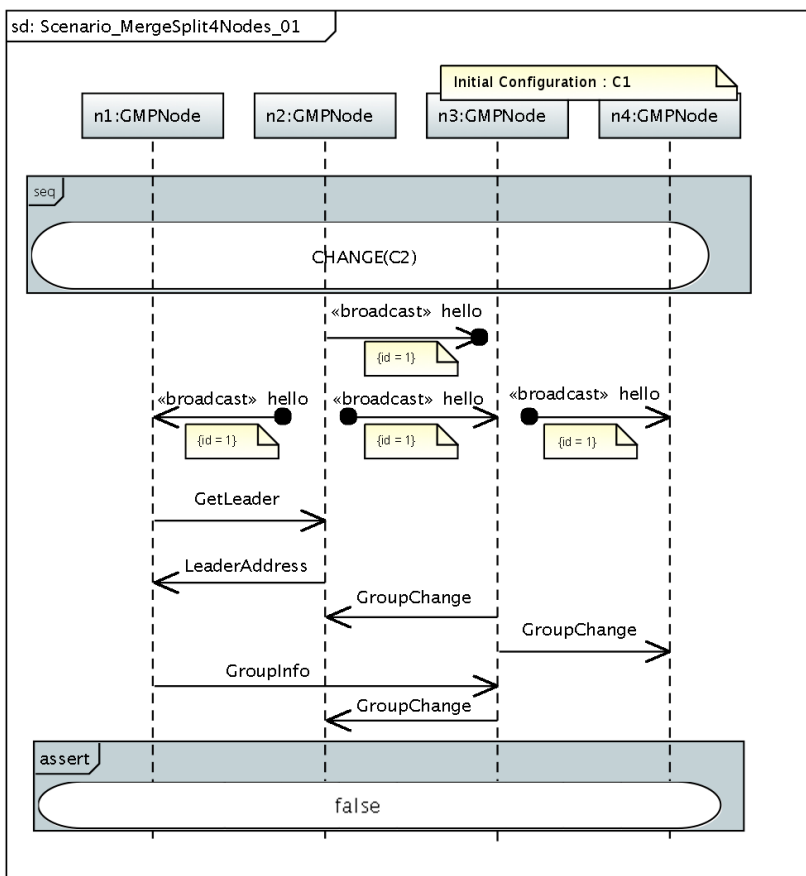 sd: Scenario_MergeSplit4Nodes_01
Initial Configuration : C1
n1:GMPNode
n2:GMPNode
n3:GMPNode
n4:GMPNode
seq
CHANGE(C2)
«broadcast» hello
{id = 1}
«broadcast» hello
«broadcast» hello
«broadcast» hello
{id = 1}
{id = 1}
{id = 1}
GetLeader
LeaderAddress
GroupChange
GroupChange
GroupInfo
GroupChange
assert
false